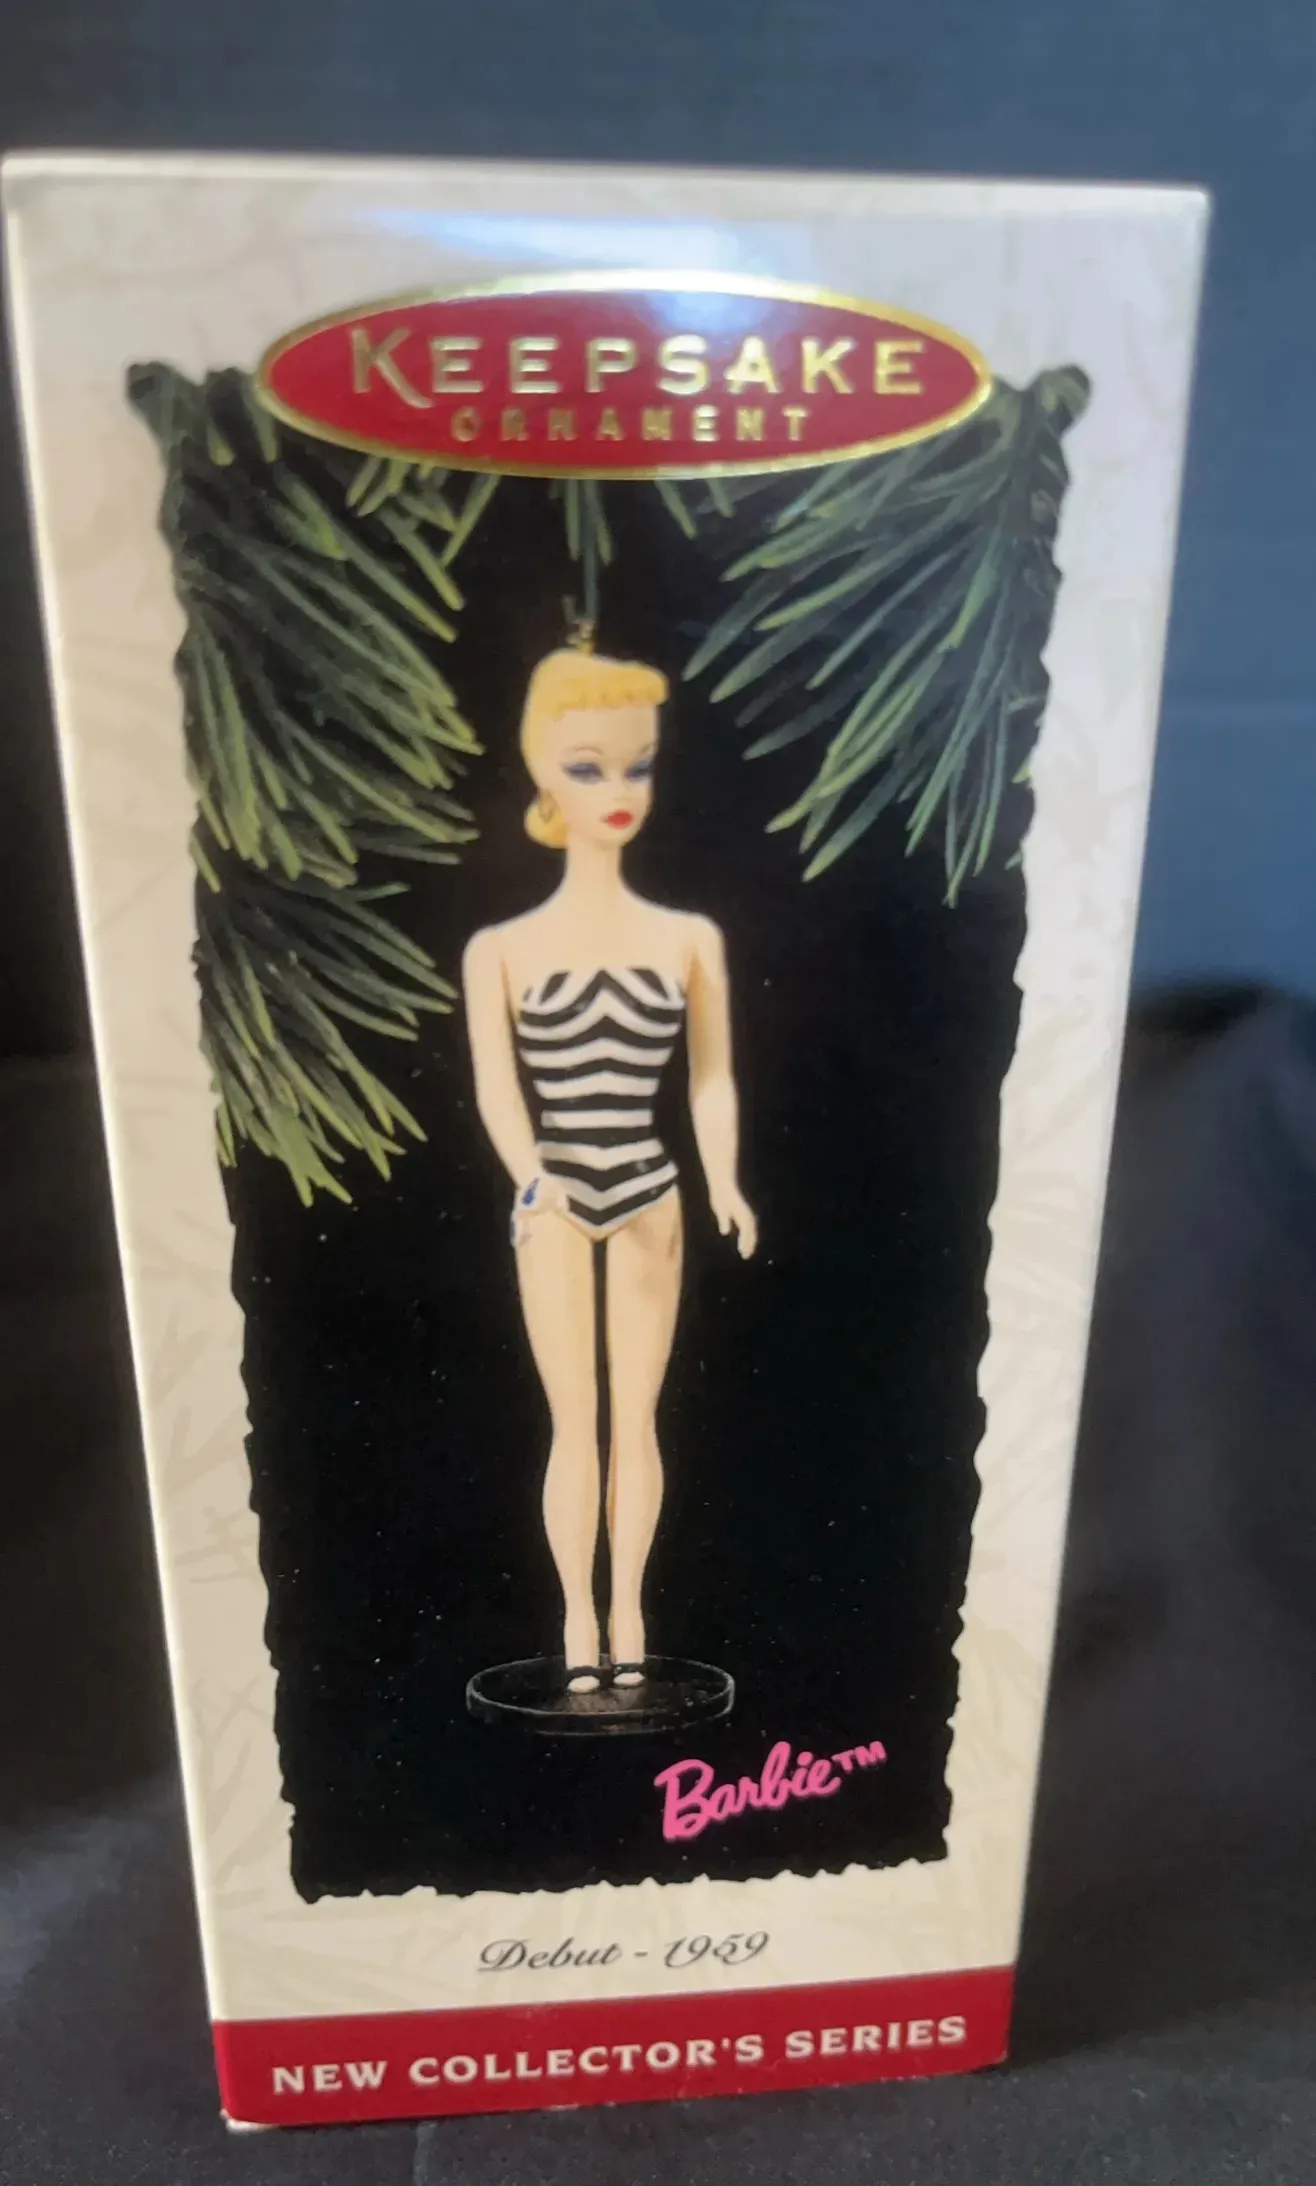 KEEPSAKE
ORNAMENT
Barbie™
Debut - 1959
NEW COLLECTOR'S SERIES